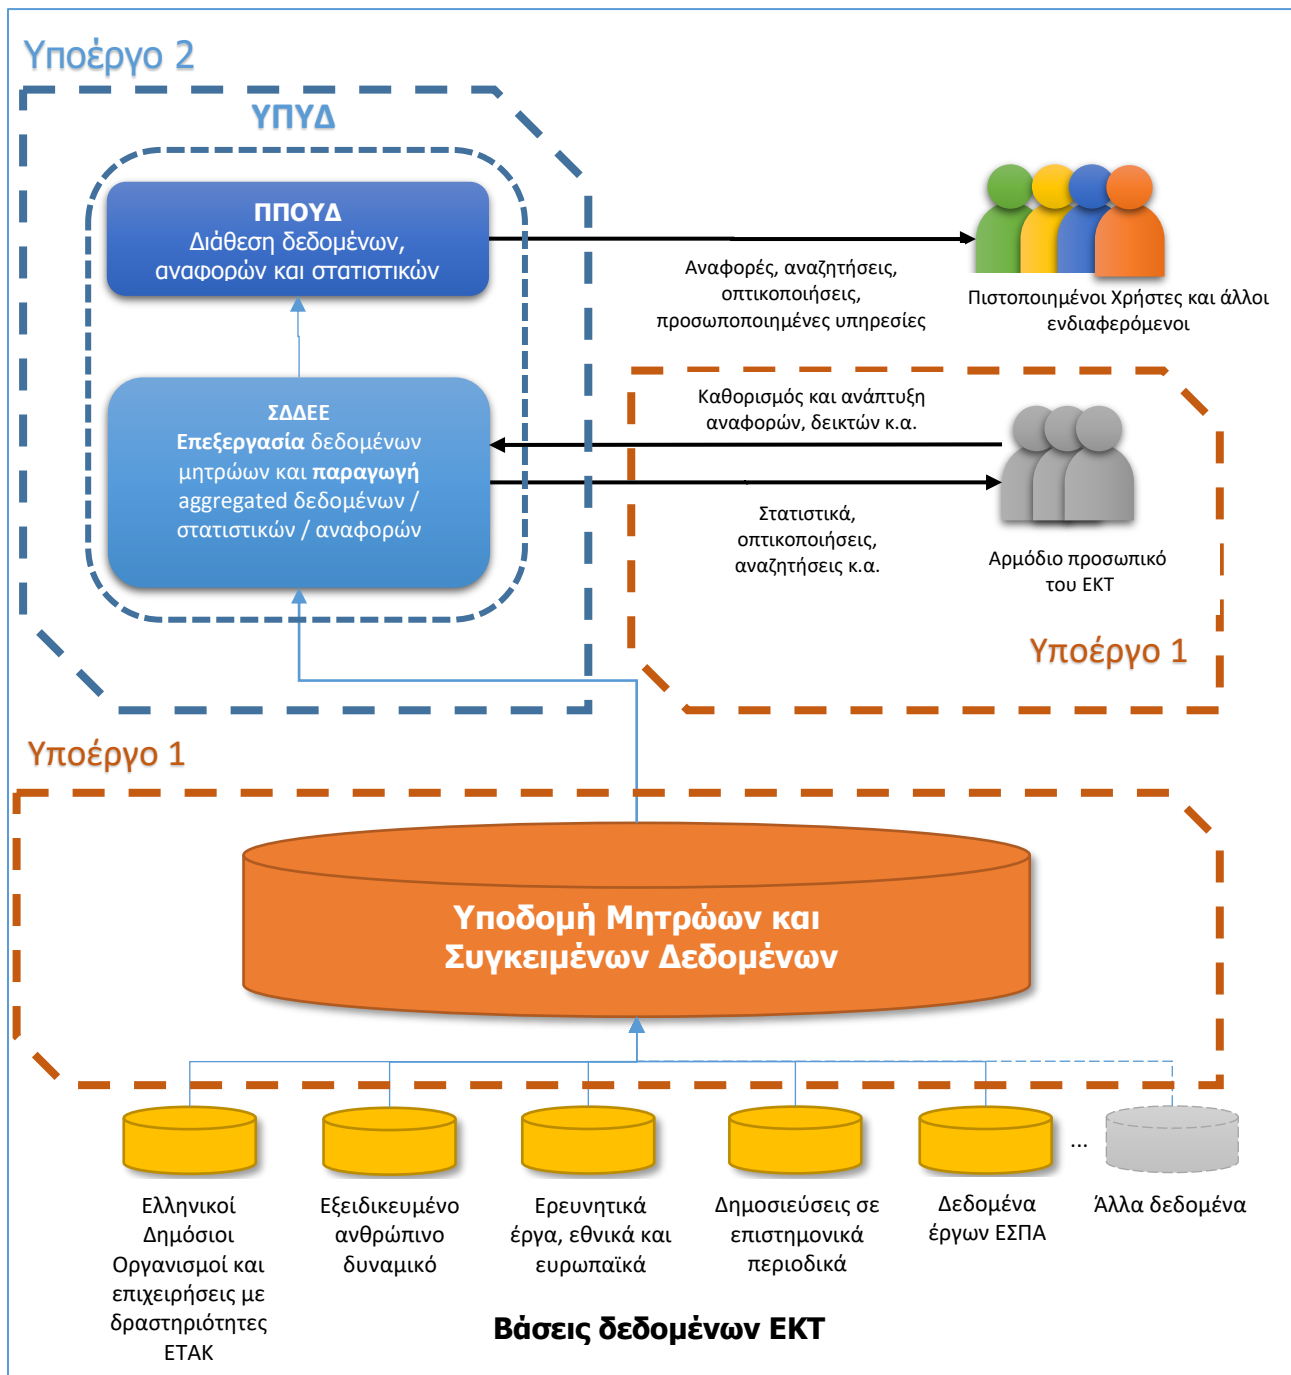 Υποέργο 2
ΥΠΥΔ
ΠΠΟΥΔ
Διάθεση δεδομένων,
αναφορών και στατιστικών
Αναφορές, αναζητήσεις,
οπτικοποιήσεις,
προσωποποιημένες υπηρεσίες
Πιστοποιημένοι Χρήστες και άλλοι
ενδιαφερόμενοι
ΣΔΔΕΕ
Επεξεργασία δεδομένων
μητρώων και παραγωγή
aggregated δεδομένων /
στατιστικών / αναφορών
Καθορισμός και ανάπτυξη
αναφορών, δεικτών κ.α.
Στατιστικά,
οπτικοποιήσεις,
αναζητήσεις κ.α.
Αρμόδιο προσωπικό
του ΕΚΤ
Υποέργο 1
Υποέργο 1
Υποδομή Μητρώων και
Συγκειμένων Δεδομένων
...
Ελληνικοί
Δημόσιοι
Οργανισμοί και
επιχειρήσεις με
δραστηριότητες
ΕΤΑΚ
Εξειδικευμένο
ανθρώπινο
δυναμικό
Ερευνητικά
έργα, εθνικά και
ευρωπαϊκά
Δημοσιεύσεις σε
επιστημονικά
περιοδικά
Δεδομένα
έργων ΕΣΠΑ
Άλλα δεδομένα
Βάσεις δεδομένων ΕΚΤ